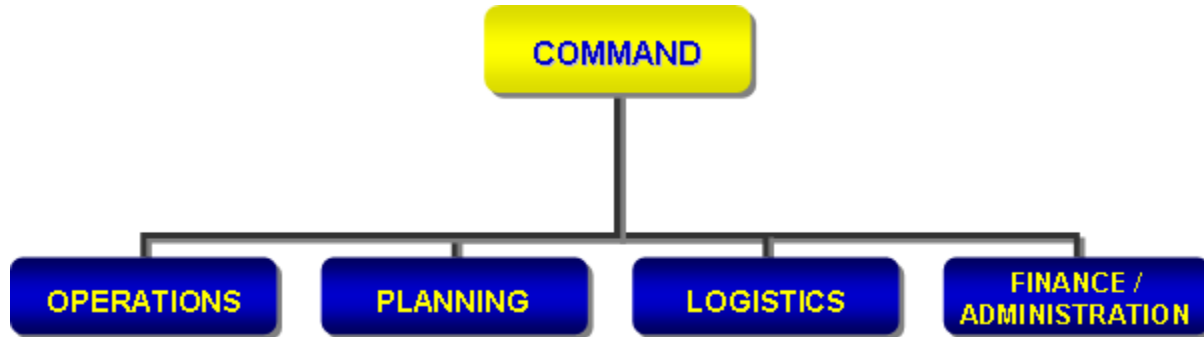 COMMAND
OPERATIONS
PLANNING
LOGISTICS
FINANCE /
ADMINISTRATION